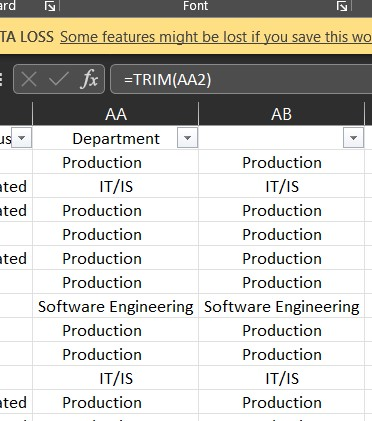 ard Font
TA LOSS Some features might be lost if you save this wo
fx =TRIM(AA2)
AA AB
us Department
Production Production
ated IT/IS IT/IS
ated Production Production
Production Production
ated Production Production
Production Production
Software Engineering Software Engineering
Production Production
Production Production
IT/IS IT/IS
ated Production Production